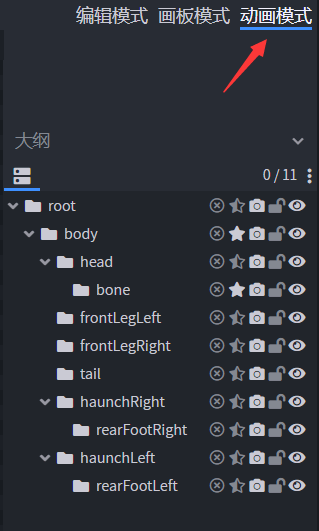 编辑模式 画板模式 动画模式
大纲
0 / 11
root
body
head
bone
frontLegLeft
frontLegRight
tail
haunchRight
rearFootRight
haunchLeft
rearFootLeft